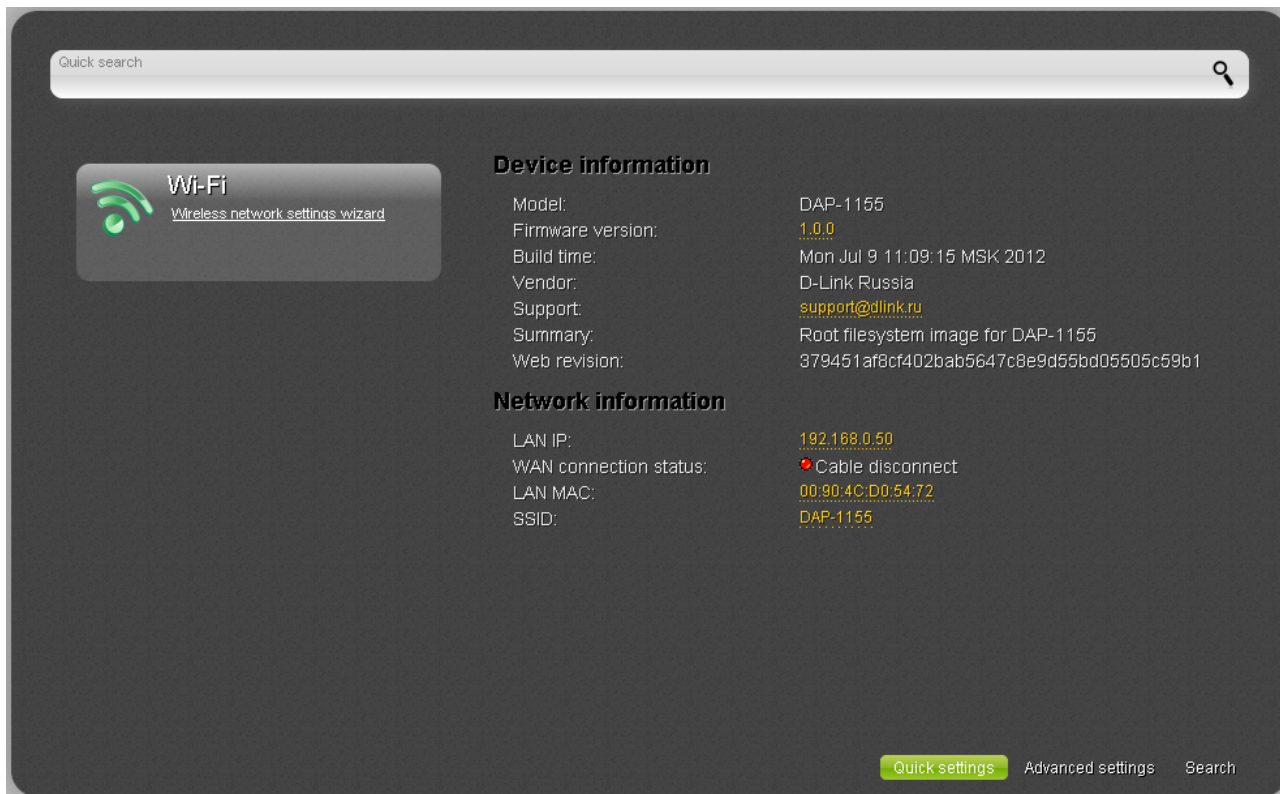 Quick search
Wi-Fi
Wireless network settings wizard
Device information
Model: DAP-1155
Firmware version: 1.0.0
Build time: Mon Jul 9 11:09:15 MSK 2012
Vendor: D-Link Russia
Support: support@dlink.ru
Summary: Root filesystem image for DAP-1155
Web revision: 379451af8cf402bab5647c8e9d55bd05505c59b1
Network information
LAN IP: 192.168.0.50
WAN connection status: Cable disconnect
LAN MAC: 00:90:4C:D0:54:72
SSID: DAP-1155
Quick settings Advanced settings Search